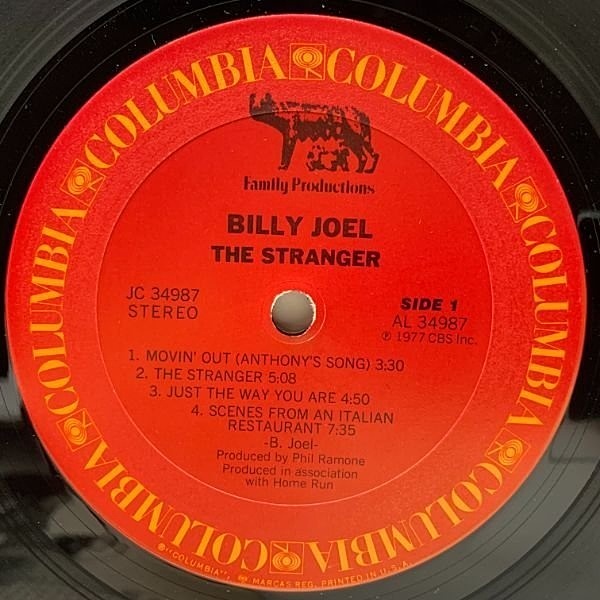 COLUMBIA COLUMBIA COLUMBIA COLUMBIA COLUMBIA COLUMBIA COLUMBIA COLUMBIA
Family Productions
BILLY JOEL
THE STRANGER
JC 34987
STEREO
SIDE 1
AL 34987
℗ 1977 CBS Inc.
1. MOVIN' OUT (ANTHONY'S SONG) 3:30
2. THE STRANGER 5:08
3. JUST THE WAY YOU ARE 4:50
4. SCENES FROM AN ITALIAN
RESTAURANT 7:35
-B. Joel-
Produced by Phil Ramone
Produced in association
with Home Run
® "COLUMBIA", MARCAS REG. PRINTED IN U.S.A.